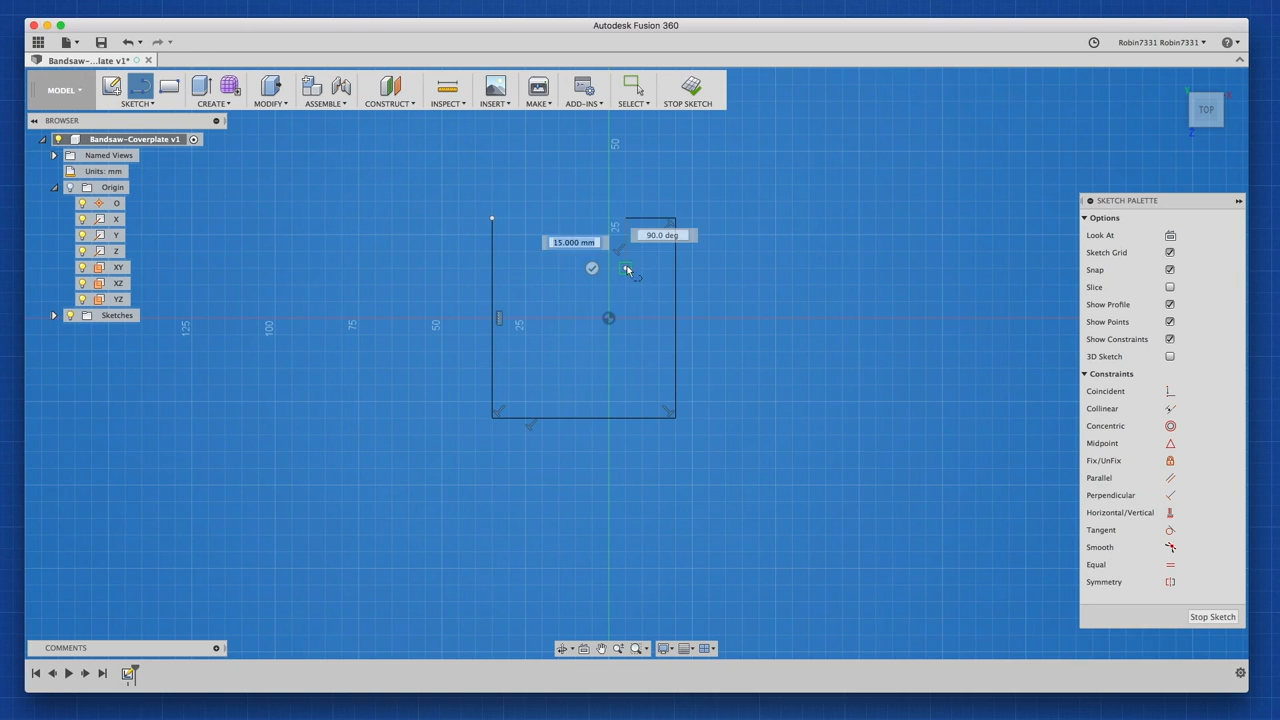 Autodesk Fusion 360
Robin7331 Robin7331
Bandsaw-...late v1*
MODEL
SKETCH
CREATE
MODIFY
ASSEMBLE
CONSTRUCT
INSPECT
INSERT
MAKE
ADD-INS
SELECT
STOP SKETCH
BROWSER
Bandsaw-Coverplate v1
Named Views
Units: mm
Origin
O
X
Y
Z
XY
XZ
YZ
Sketches
TOP
X
Z
50
25
15.000 mm
90.0 deg
125
100
75
50
25
SKETCH PALETTE
Options
Look At
Sketch Grid
Snap
Slice
Show Profile
Show Points
Show Constraints
3D Sketch
Constraints
Coincident
Collinear
Concentric
Midpoint
Fix/UnFix
Parallel
Perpendicular
Horizontal/Vertical
Tangent
Smooth
Equal
Symmetry
Stop Sketch
COMMENTS